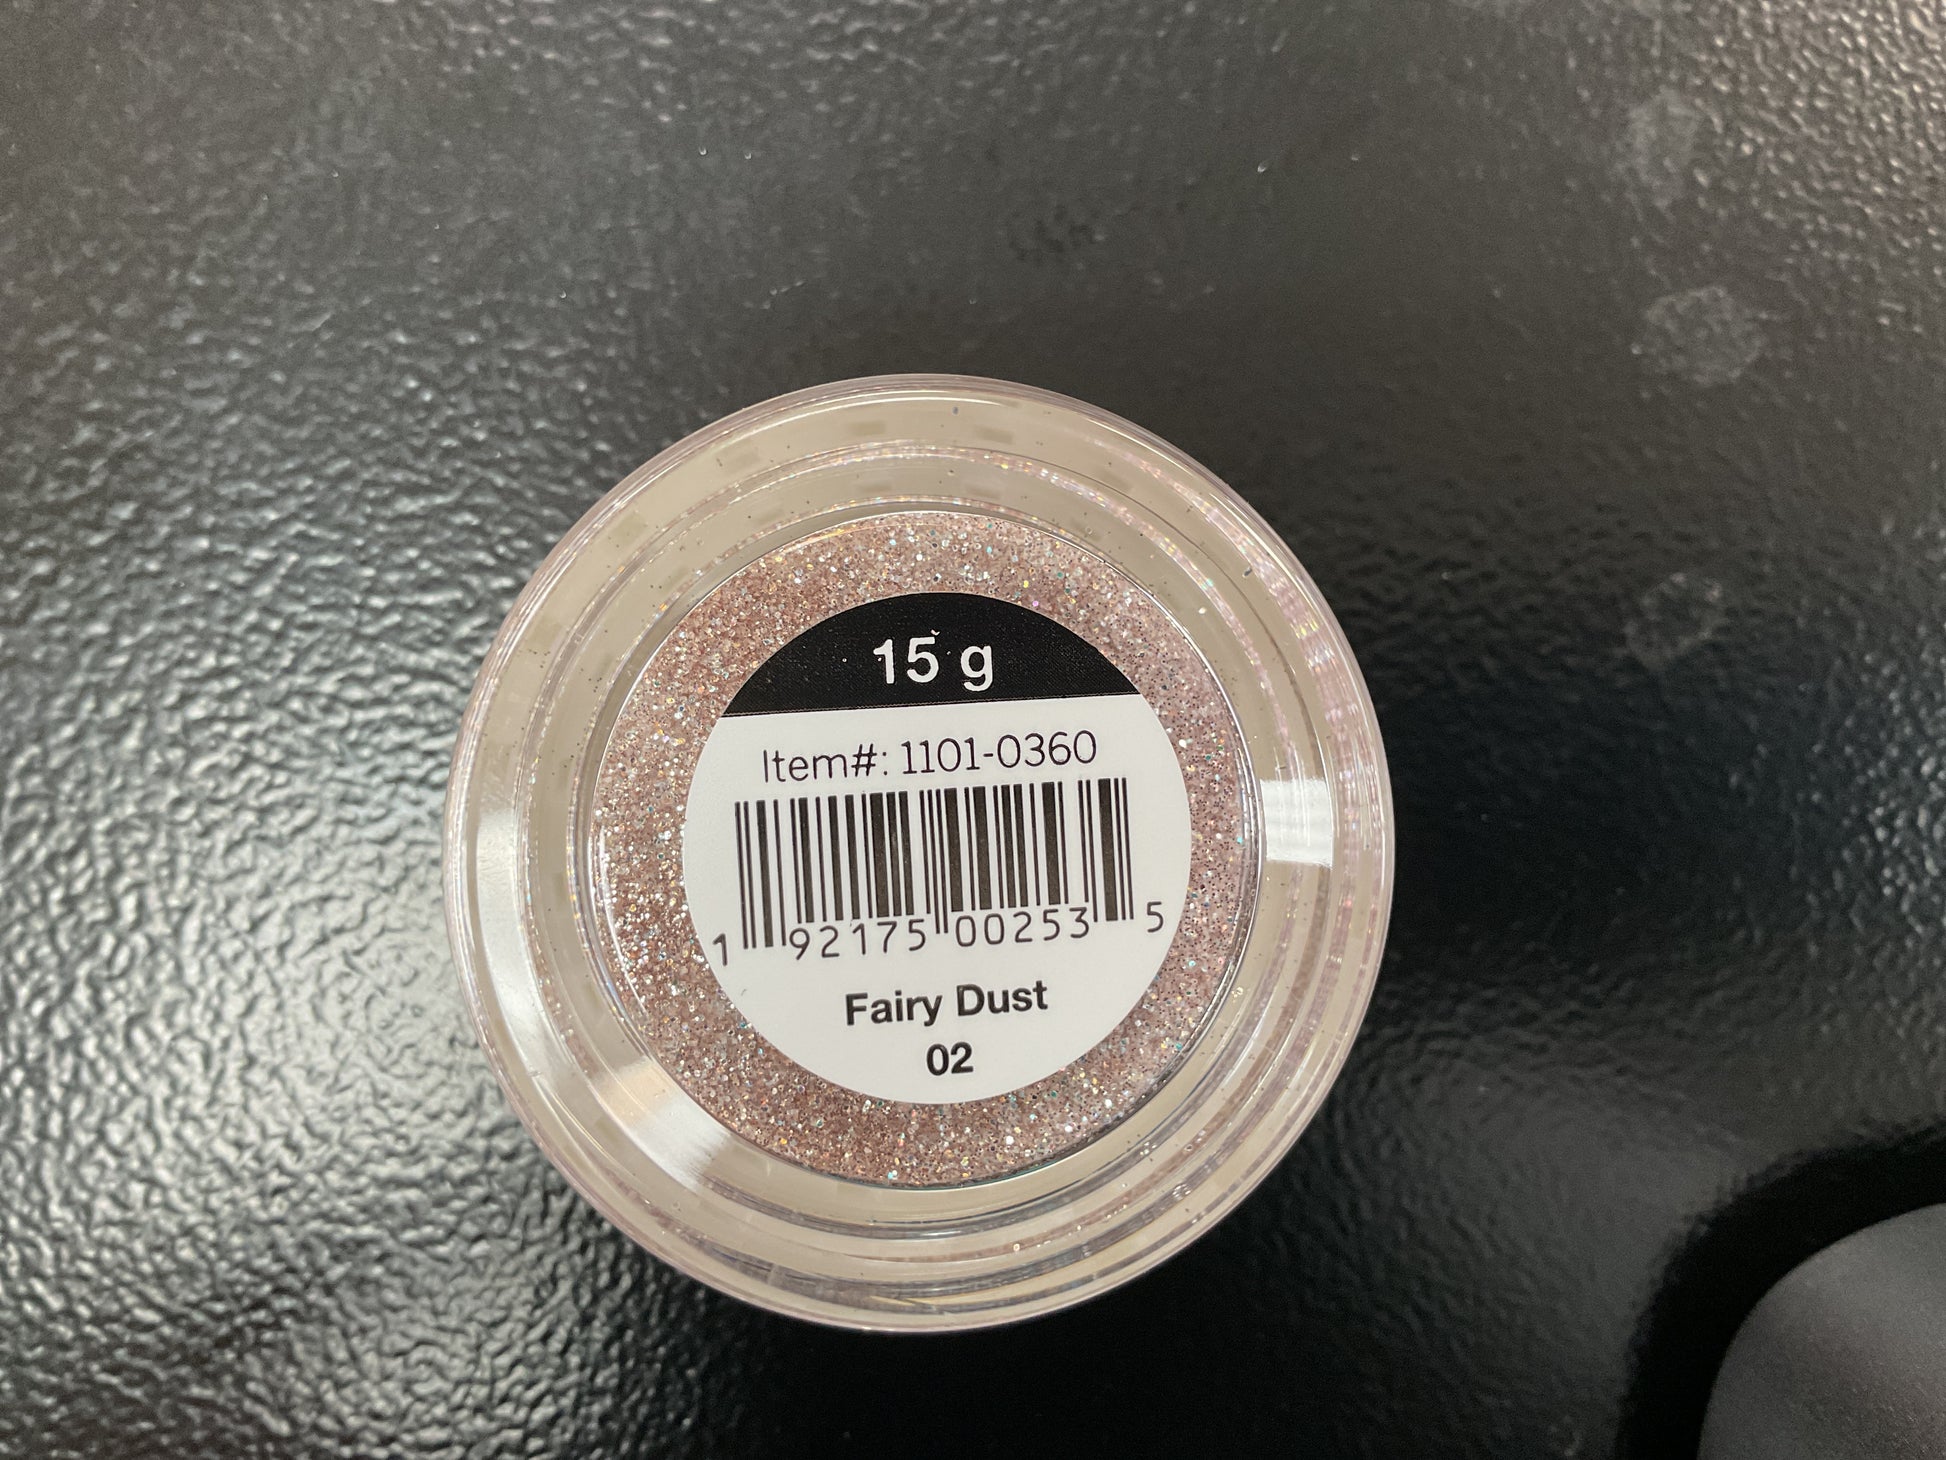 15 g
Item#: 1101-0360
1 92175 00253 5
Fairy Dust
02